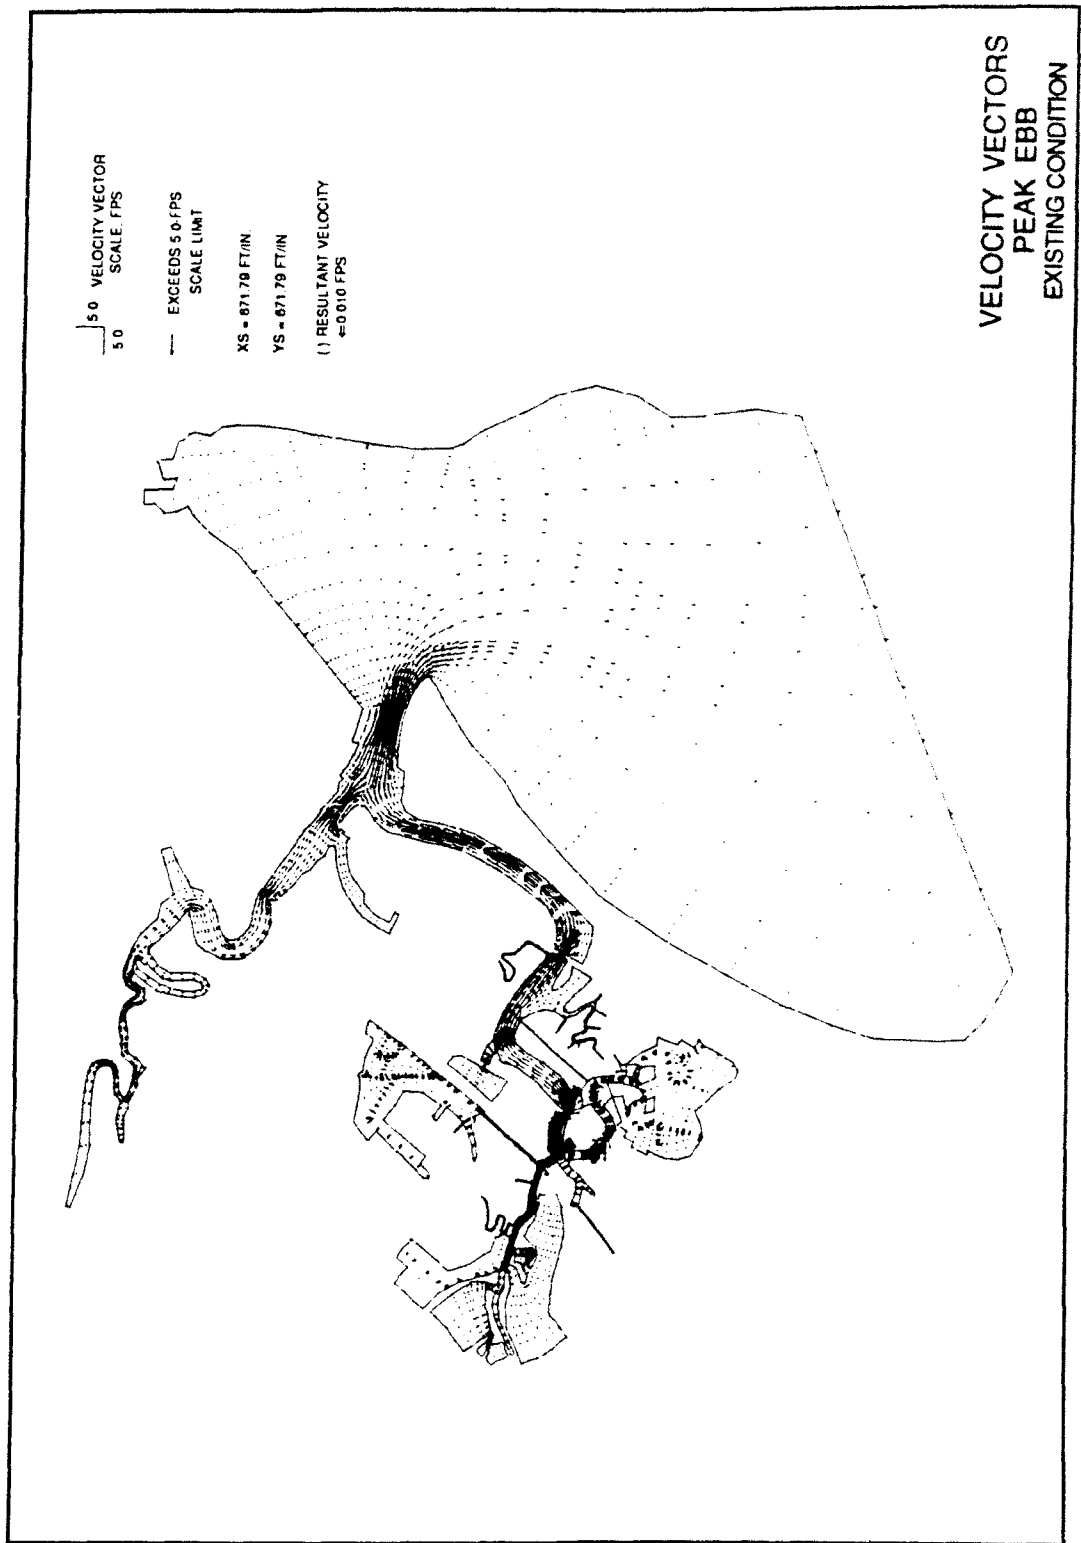 5.0 VELOCITY VECTOR
5.0 SCALE, FPS
— EXCEEDS 5.0-FPS
SCALE LIMIT
XS = 671.79 FT/IN.
YS = 671.79 FT/IN
( ) RESULTANT VELOCITY
<=0.010 FPS
VELOCITY VECTORS
PEAK EBB
EXISTING CONDITION